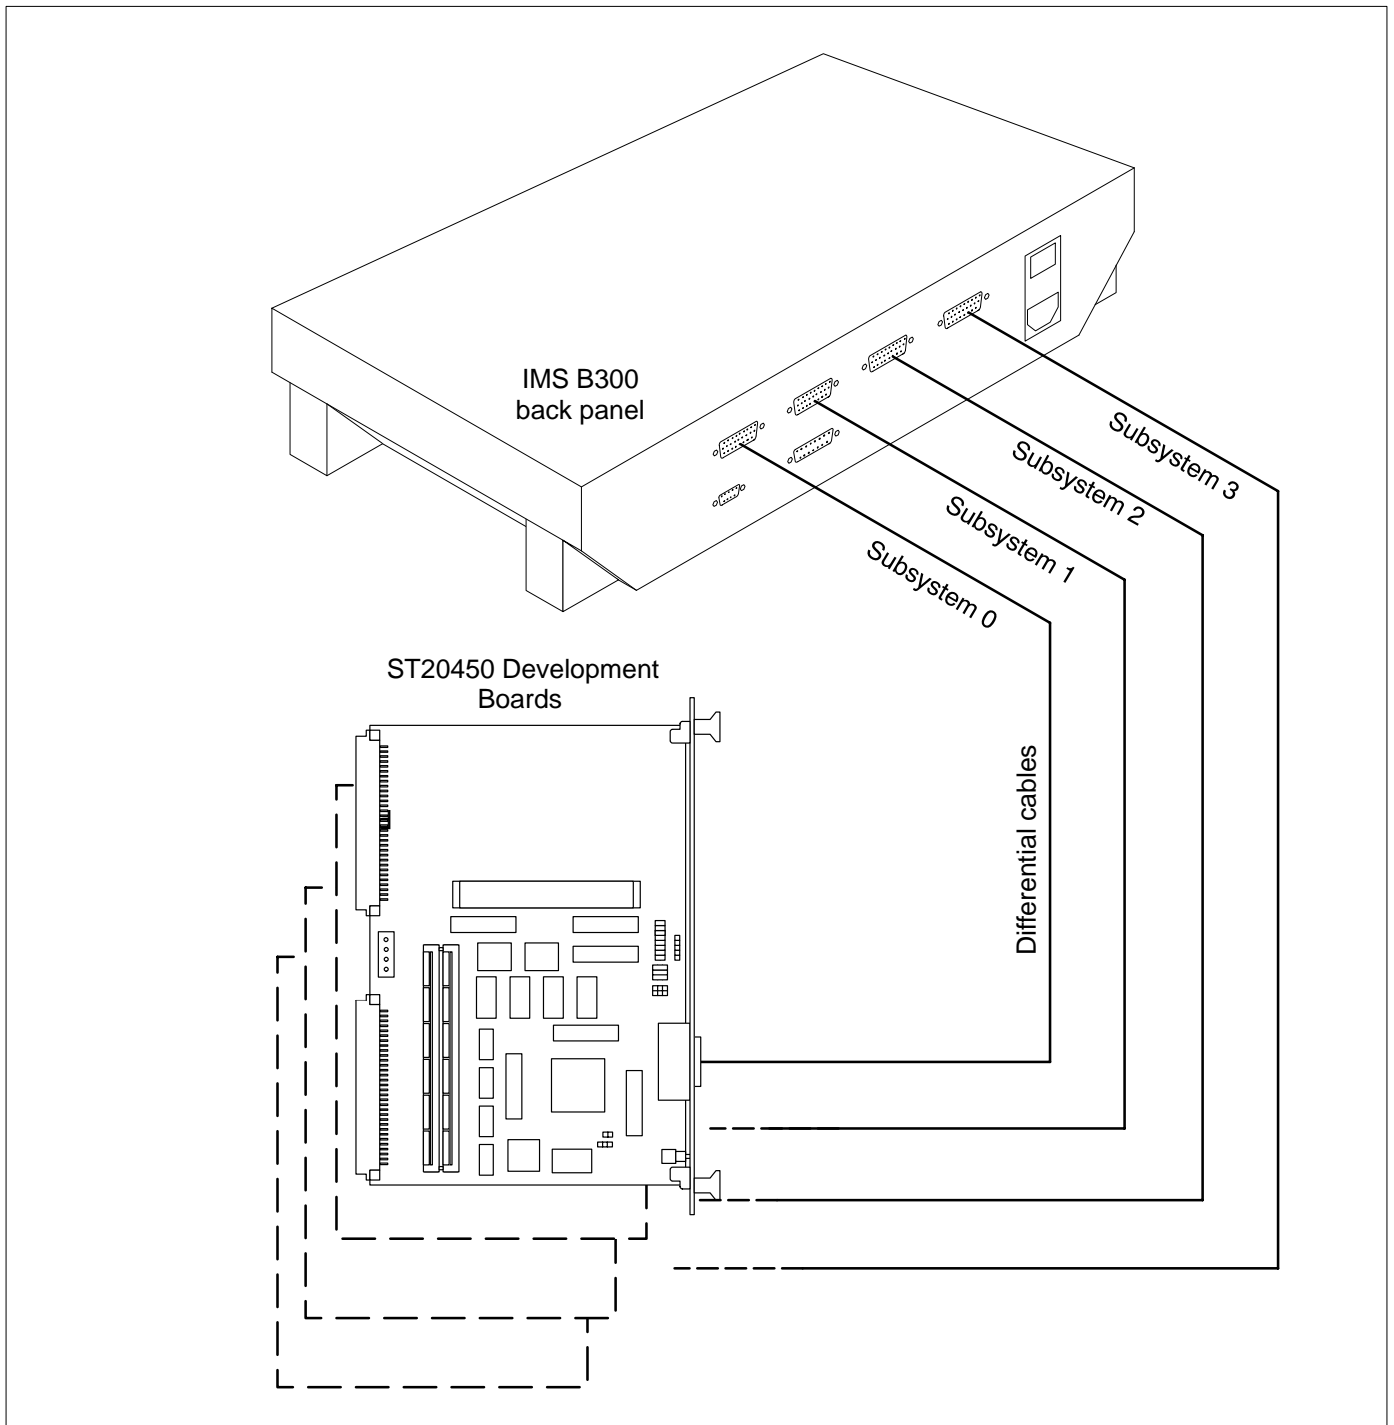 IMS B300
back panel
Subsystem 3
Subsystem 2
Subsystem 1
Subsystem 0
ST20450 Development
Boards
Differential cables